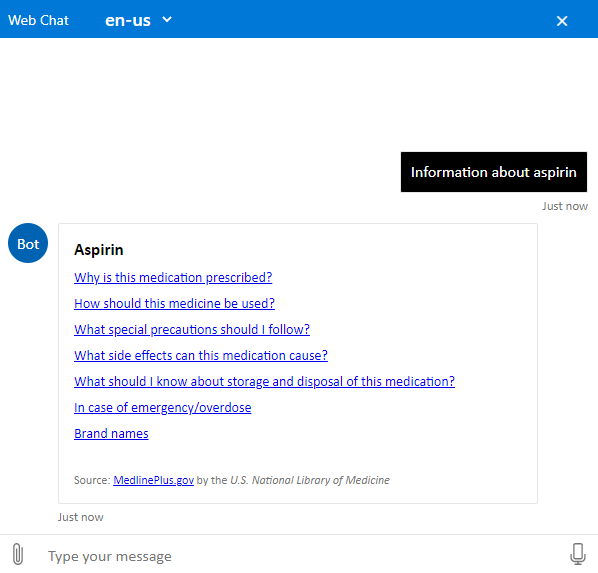 Web Chat en-us
Information about aspirin
Just now
Bot
Aspirin
Why is this medication prescribed?
How should this medicine be used?
What special precautions should I follow?
What side effects can this medication cause?
What should I know about storage and disposal of this medication?
In case of emergency/overdose
Brand names
Source: MedlinePlus.gov by the U.S. National Library of Medicine
Just now
Type your message